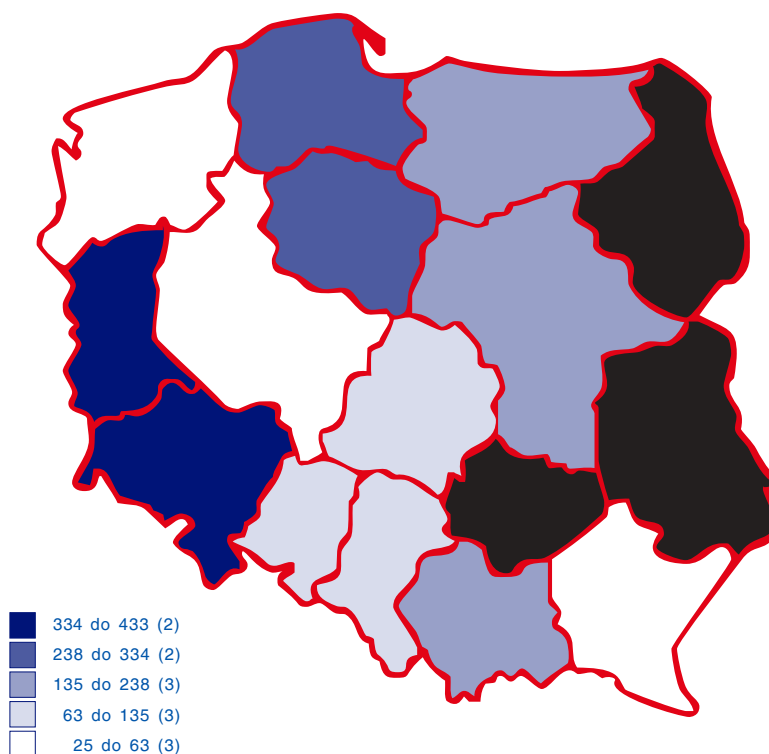 334 do 433 (2)
238 do 334 (2)
135 do 238 (3)
63 do 135 (3)
25 do 63 (3)